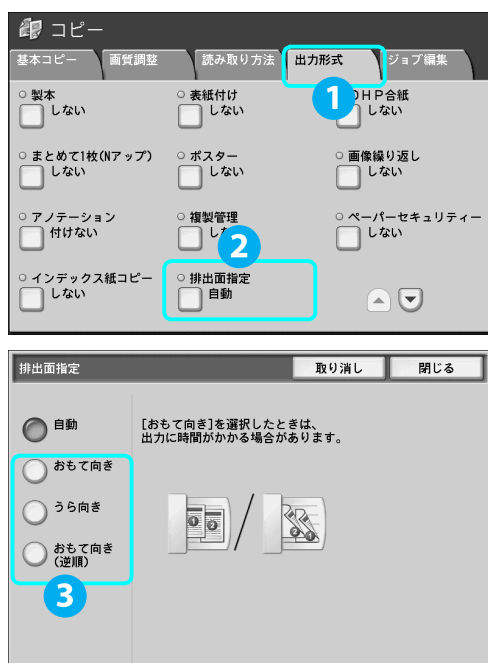 コピー
基本コピー 画質調整 読み取り方法 出力形式 ジョブ編集
1
製本 表紙付け HP合紙
しない しない しない
まとめて1枚(Nアップ) ポスター 画像繰り返し
しない しない しない
アノテーション 複製管理 ペーパーセキュリティー
付けない し しない
2
インデックス紙コピー 排出面指定
しない 自動
排出面指定 取り消し 閉じる
自動
[おもて向き]を選択したときは、
出力に時間がかかる場合があります。
おもて向き
うら向き
おもて向き
(逆順)
3